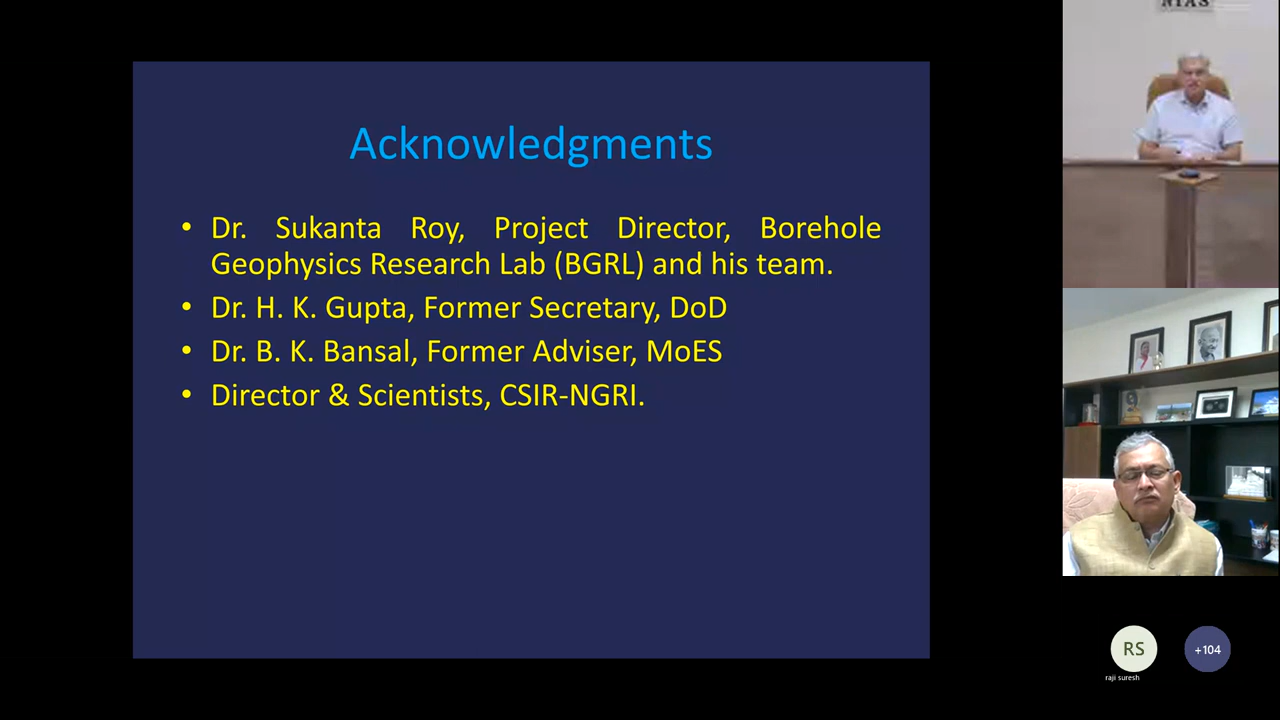 NIAS
Acknowledgments
• Dr. Sukanta Roy, Project Director, Borehole
Geophysics Research Lab (BGRL) and his team.
• Dr. H. K. Gupta, Former Secretary, DoD
• Dr. B. K. Bansal, Former Adviser, MoES
• Director & Scientists, CSIR-NGRI.
RS
+104
raji suresh